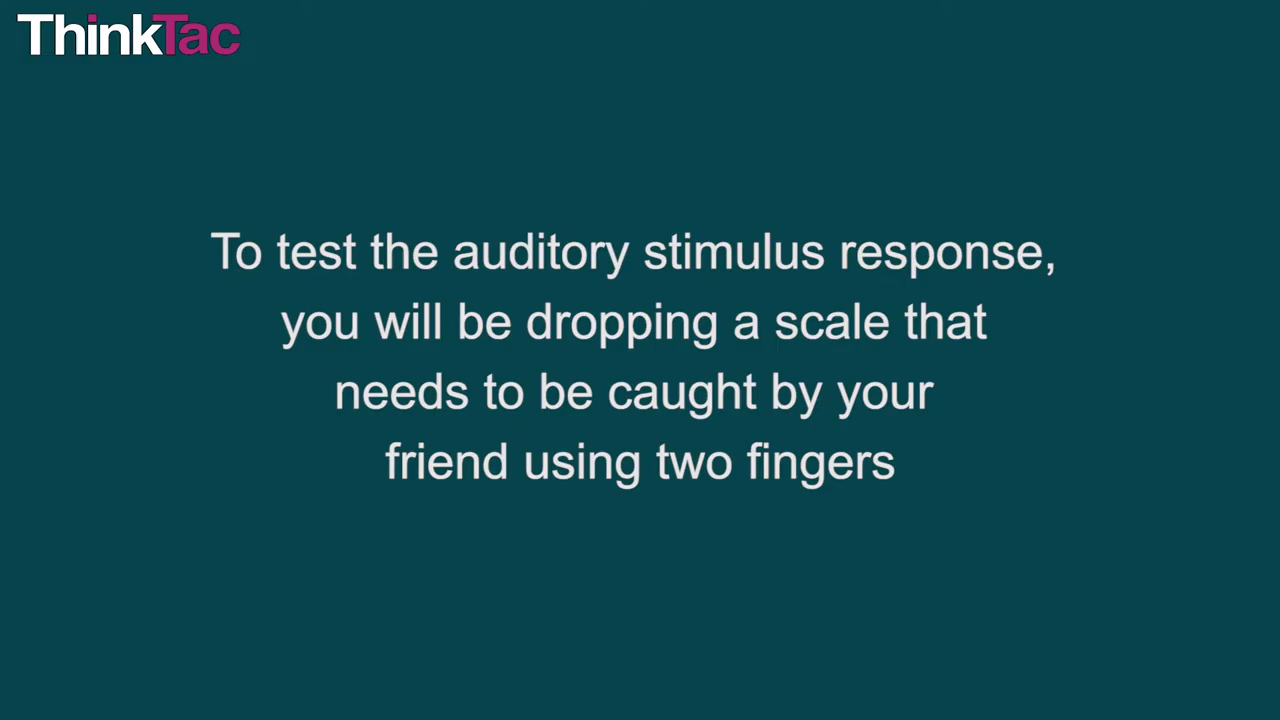 ThinkTac
To test the auditory stimulus response,
you will be dropping a scale that
needs to be caught by your
friend using two fingers